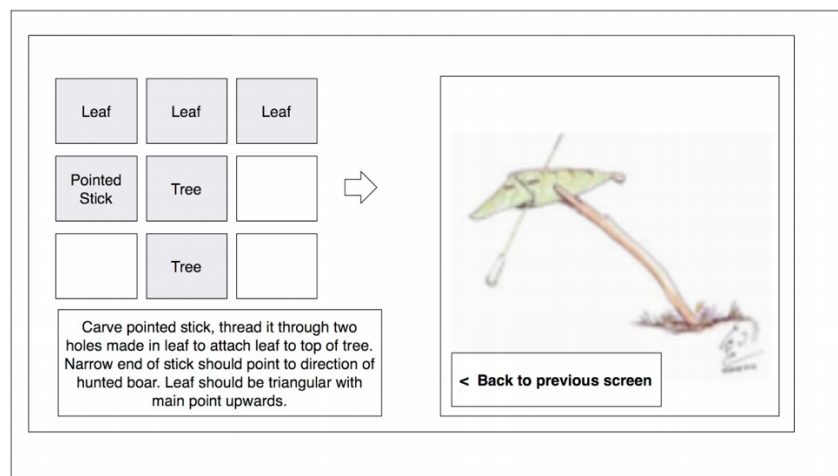 Leaf
Leaf
Leaf
Pointed
Stick
Tree
Tree
Carve pointed stick, thread it through two
holes made in leaf to attach leaf to top of tree.
Narrow end of stick should point to direction of
hunted boar. Leaf should be triangular with
main point upwards.
< Back to previous screen